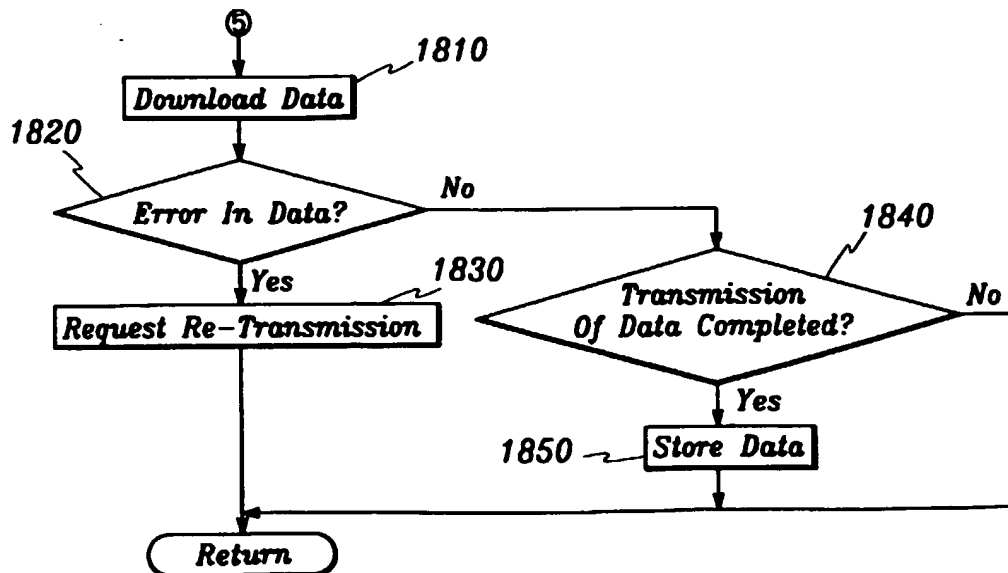 5
1810
Download Data
1820
Error In Data?
No
1840
Yes
1830
Transmission
Of Data Completed?
No
Request Re-Transmission
Yes
1850
Store Data
Return